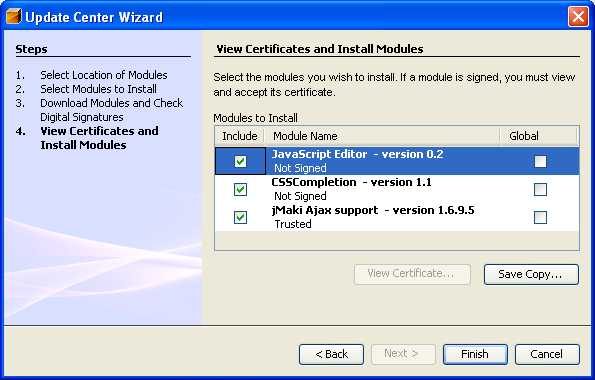 Update Center Wizard
Steps
1. Select Location of Modules
2. Select Modules to Install
3. Download Modules and Check
Digital Signatures
4. View Certificates and
Install Modules
View Certificates and Install Modules
Select the modules you wish to install. If a module is signed, you must view
and accept its certificate.
Modules to Install
Include Module Name Global
JavaScript Editor - version 0.2
Not Signed
CSSCompletion - version 1.1
Not Signed
jMaki Ajax support - version 1.6.9.5
Trusted
View Certificate... Save Copy...
< Back Next > Finish Cancel